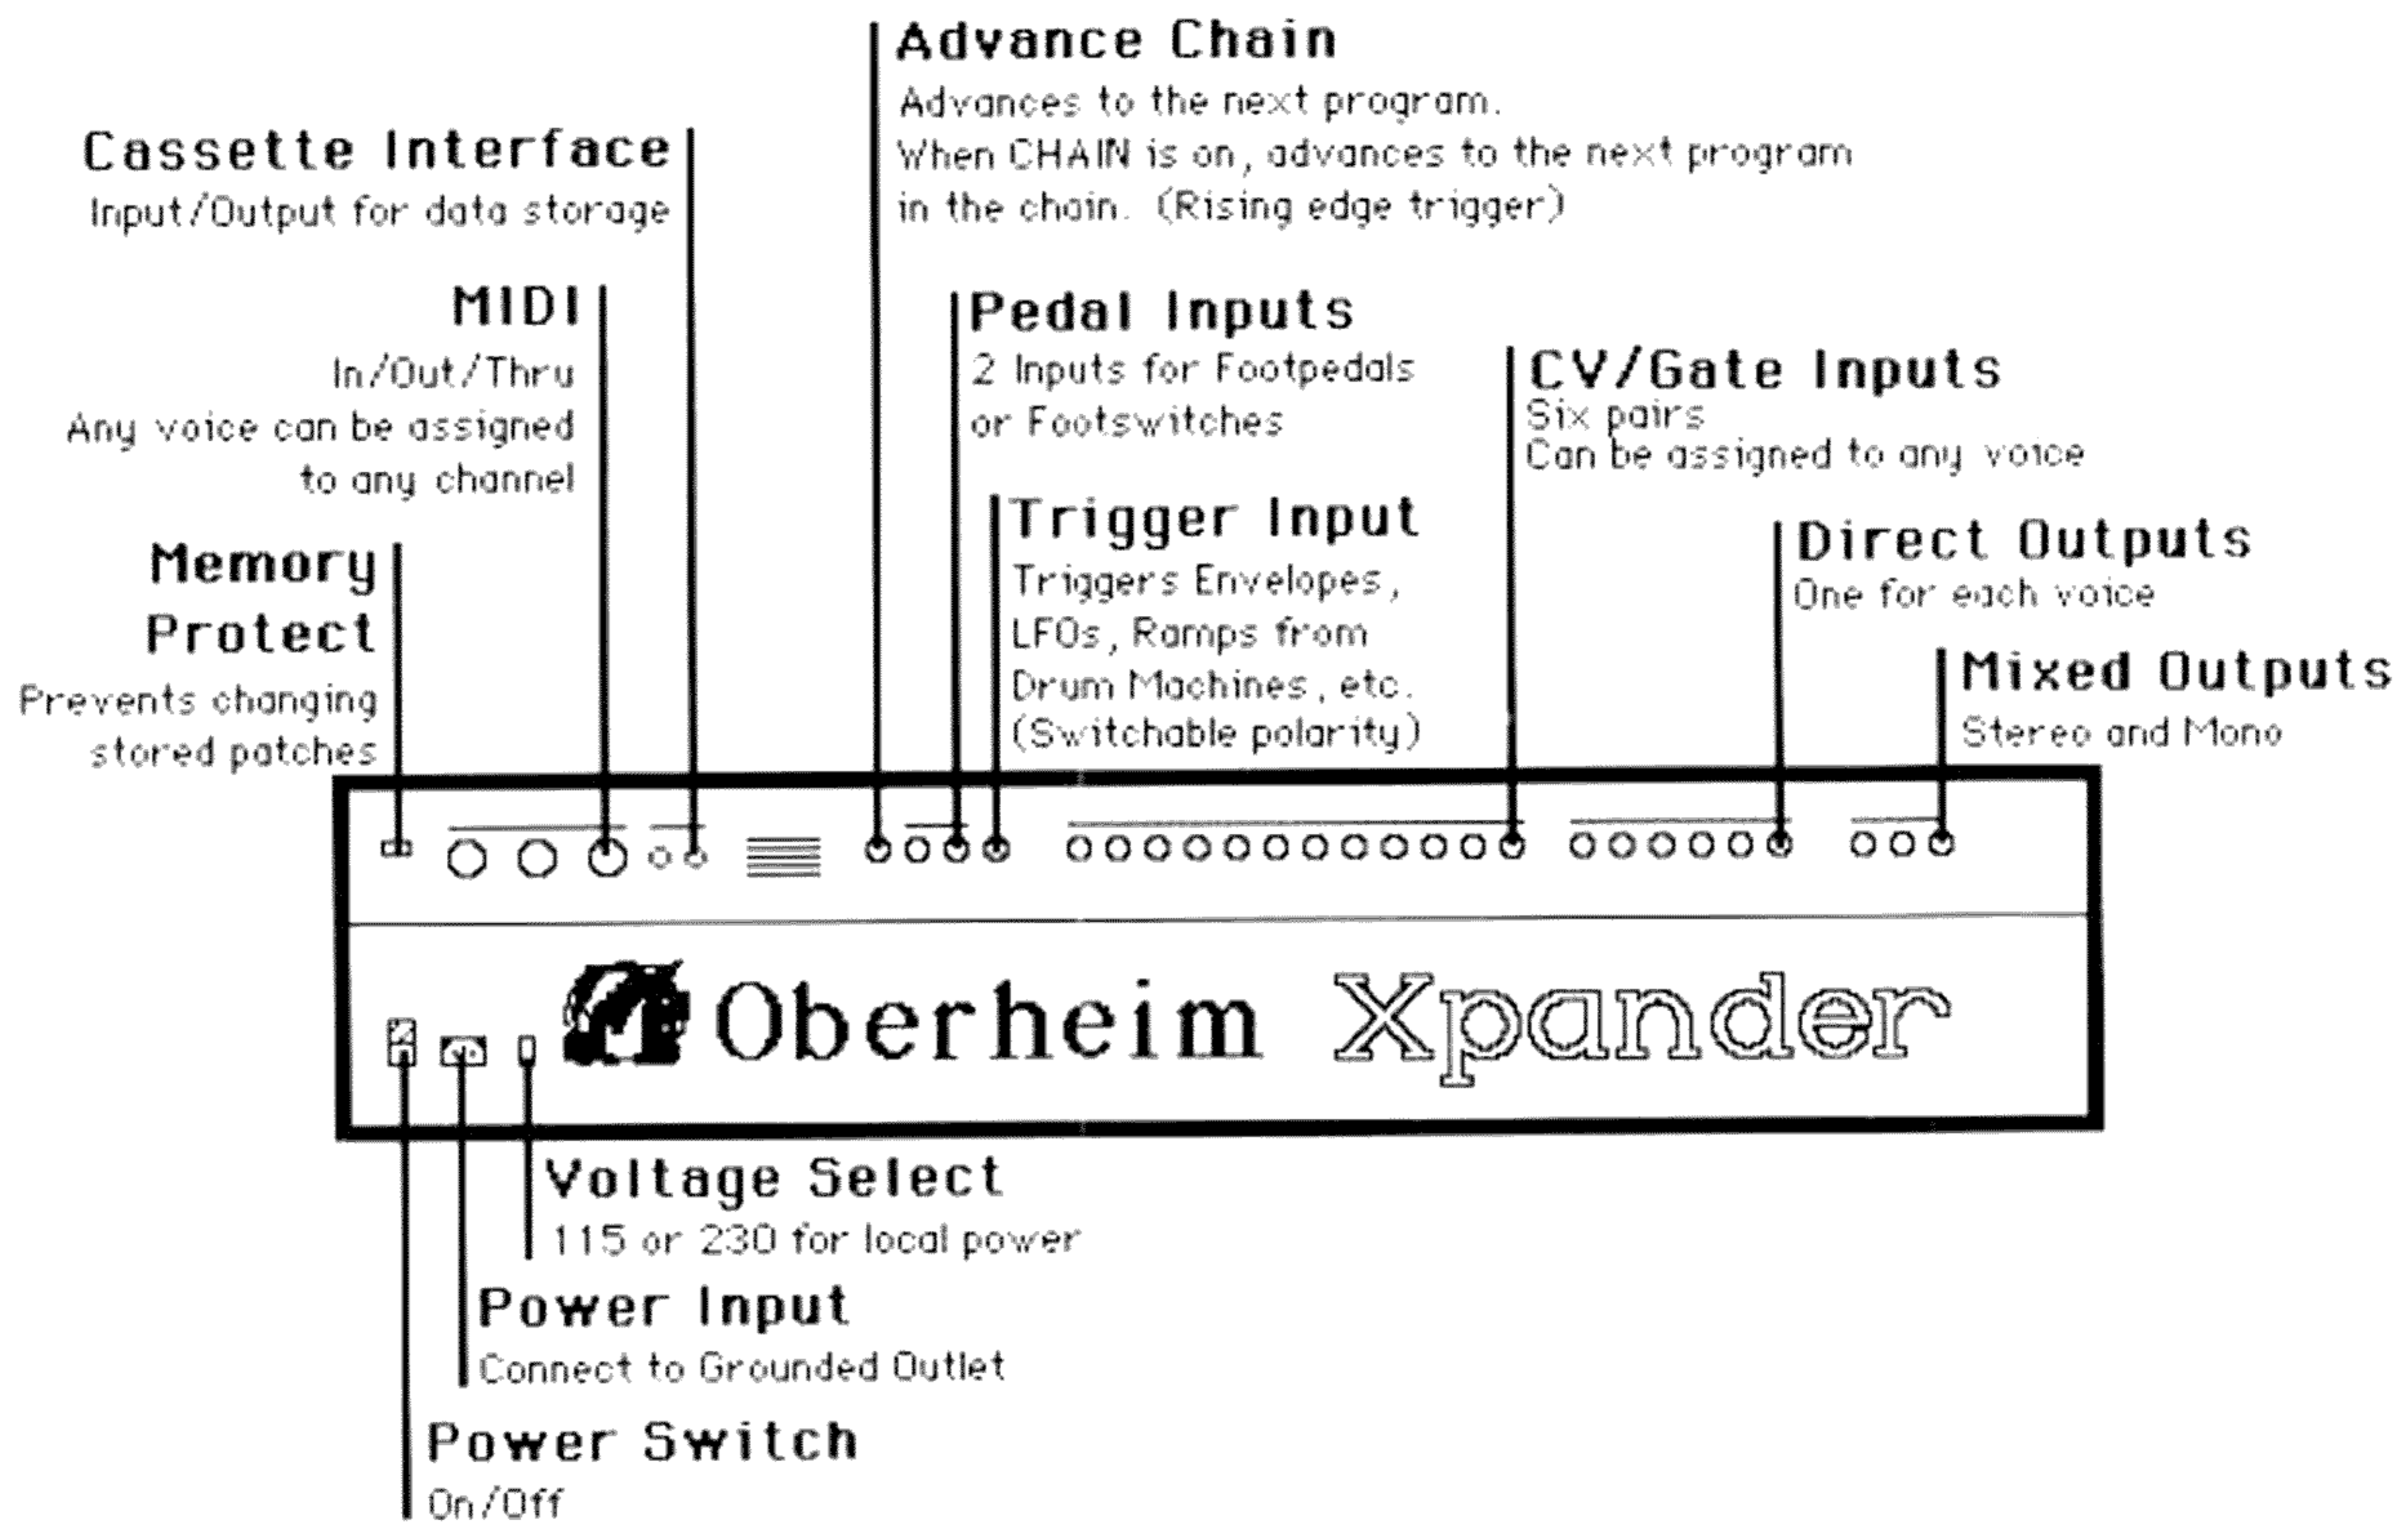 Advance Chain
Advances to the next program.
When CHAIN is on, advances to the next program
in the chain. (Rising edge trigger)
Cassette Interface
Input/Output for data storage
MIDI
In/Out/Thru
Any voice can be assigned
to any channel
Pedal Inputs
2 Inputs for Footpedals
or Footswitches
CV/Gate Inputs
Six pairs
Can be assigned to any voice
Memory
Protect
Prevents changing
stored patches
Trigger Input
Triggers Envelopes,
LFOs, Ramps from
Drum Machines, etc.
(Switchable polarity)
Direct Outputs
One for each voice
Mixed Outputs
Stereo and Mono
Oberheim Xpander
Voltage Select
115 or 230 for local power
Power Input
Connect to Grounded Outlet
Power Switch
On/Off